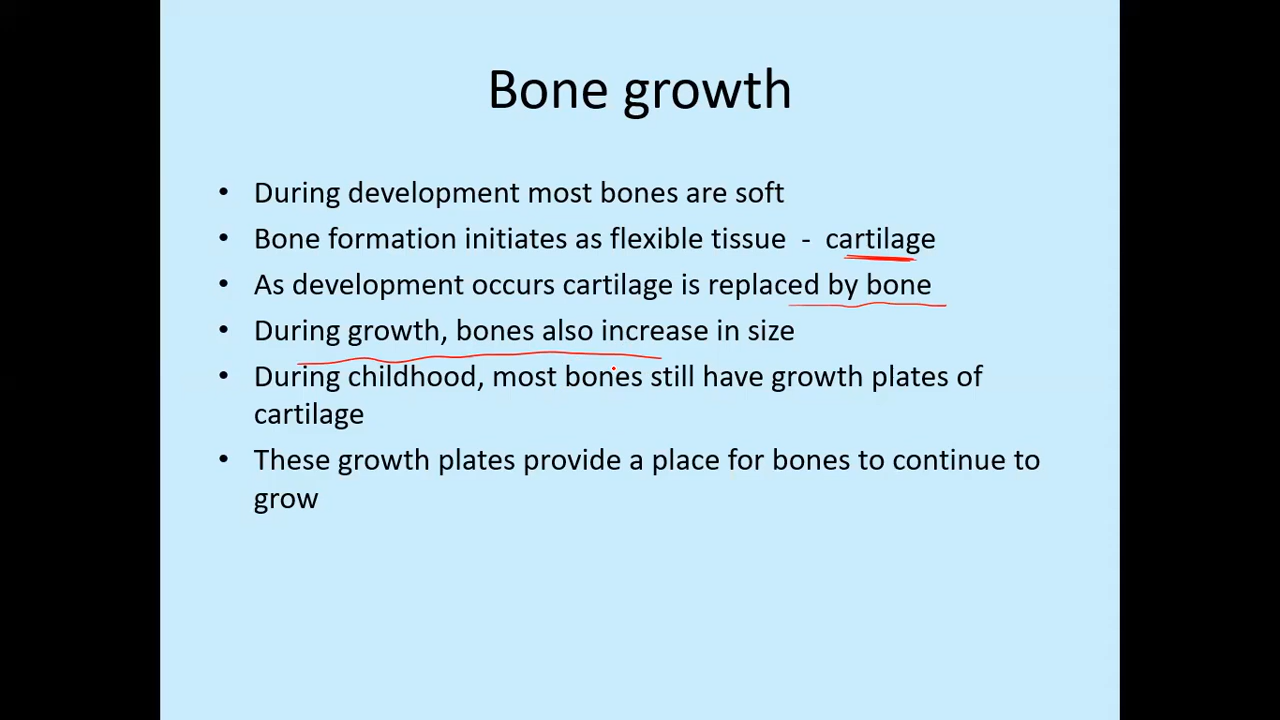 Bone growth
• During development most bones are soft
• Bone formation initiates as flexible tissue - cartilage
• As development occurs cartilage is replaced by bone
• During growth, bones also increase in size
• During childhood, most bones still have growth plates of
cartilage
• These growth plates provide a place for bones to continue to
grow